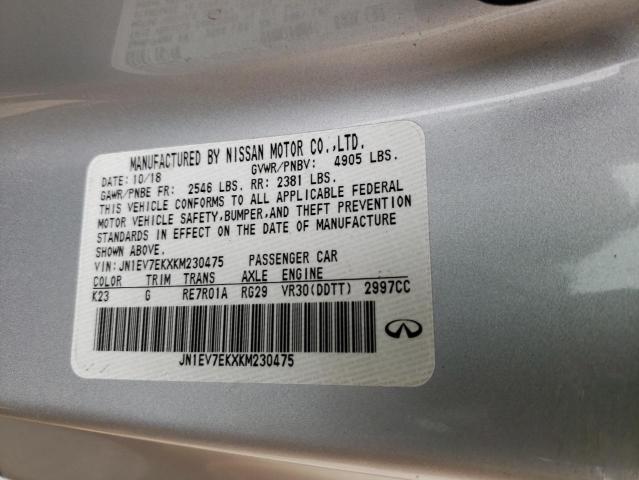 MANUFACTURED BY NISSAN MOTOR CO.,LTD.
DATE: 10/18 GVWR/PNBV: 4905 LBS.
GAWR/PNBE FR: 2546 LBS. RR: 2381 LBS.
THIS VEHICLE CONFORMS TO ALL APPLICABLE FEDERAL
MOTOR VEHICLE SAFETY,BUMPER,AND THEFT PREVENTION
STANDARDS IN EFFECT ON THE DATE OF MANUFACTURE
SHOWN ABOVE.
VIN:JN1EV7EKXKM230475 PASSENGER CAR
COLOR TRIM TRANS AXLE ENGINE
K23 G RE7R01A RG29 VR30(DDTT) 2997CC
JN1EV7EKXKM230475